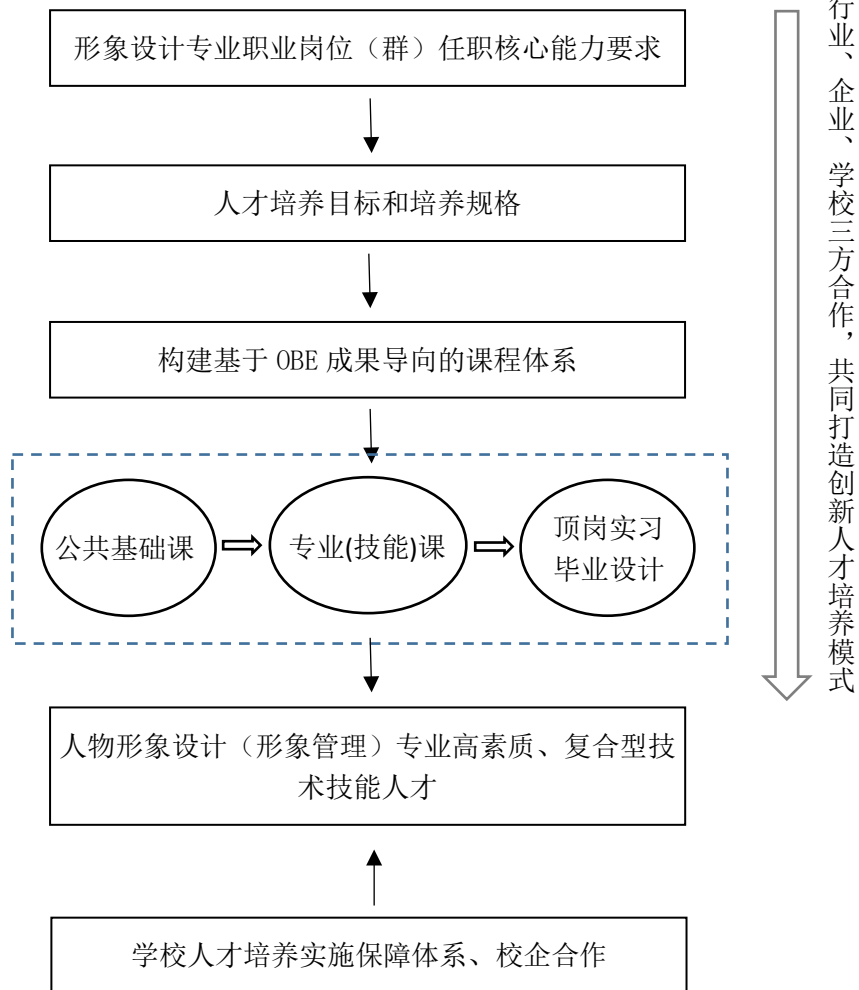 形象设计专业职业岗位（群）任职核心能力要求
人才培养目标和培养规格
构建基于 OBE 成果导向的课程体系
公共基础课
专业(技能)课
顶岗实习
毕业设计
人物形象设计（形象管理）专业高素质、复合型技
术技能人才
学校人才培养实施保障体系、校企合作
行业、企业、学校三方合作，共同打造创新人才培养模式